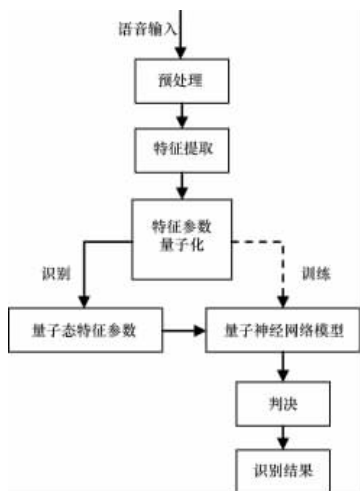 语音输入
预处理
特征提取
特征参数
量子化
识别
训练
量子态特征参数
量子神经网络模型
判决
识别结果